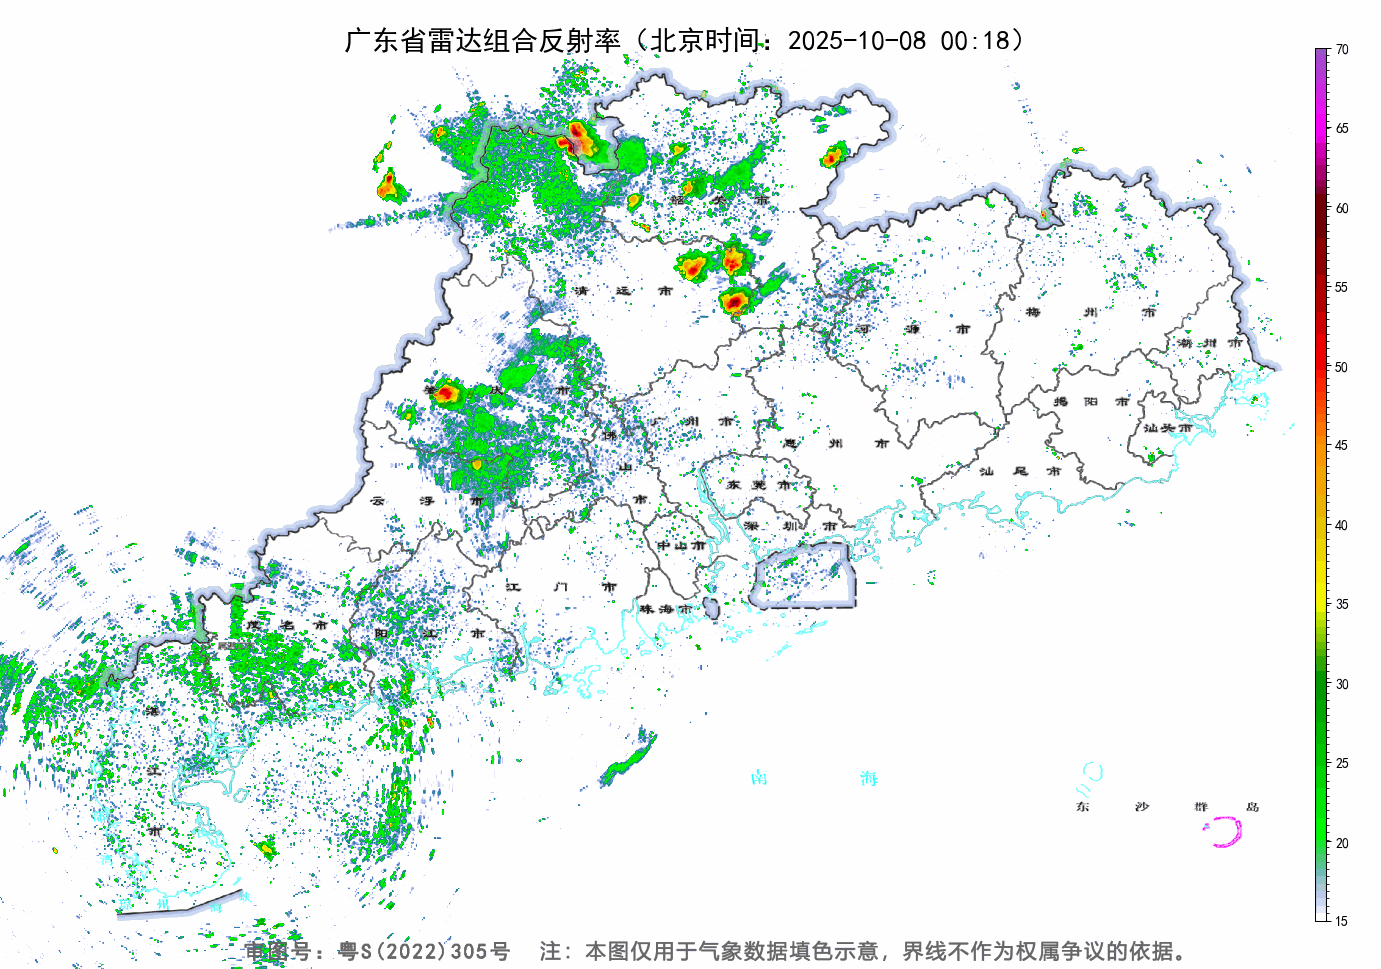 广东省雷达组合反射率（北京时间：2025-10-08 00:18）
70
65
60
55
50
45
40
35
30
25
20
15
韶关市
清远市
河源市
梅州市
潮州市
肇庆市
广州市
揭阳市
汕头市
佛山市
惠州市
汕尾市
东莞市
云浮市
深圳市
中山市
江门市
珠海市
茂名市
阳江市
湛江市
南海
东沙群岛
审图号：粤S(2022)305号 注：本图仅用于气象数据填色示意，界线不作为权属争议的依据。